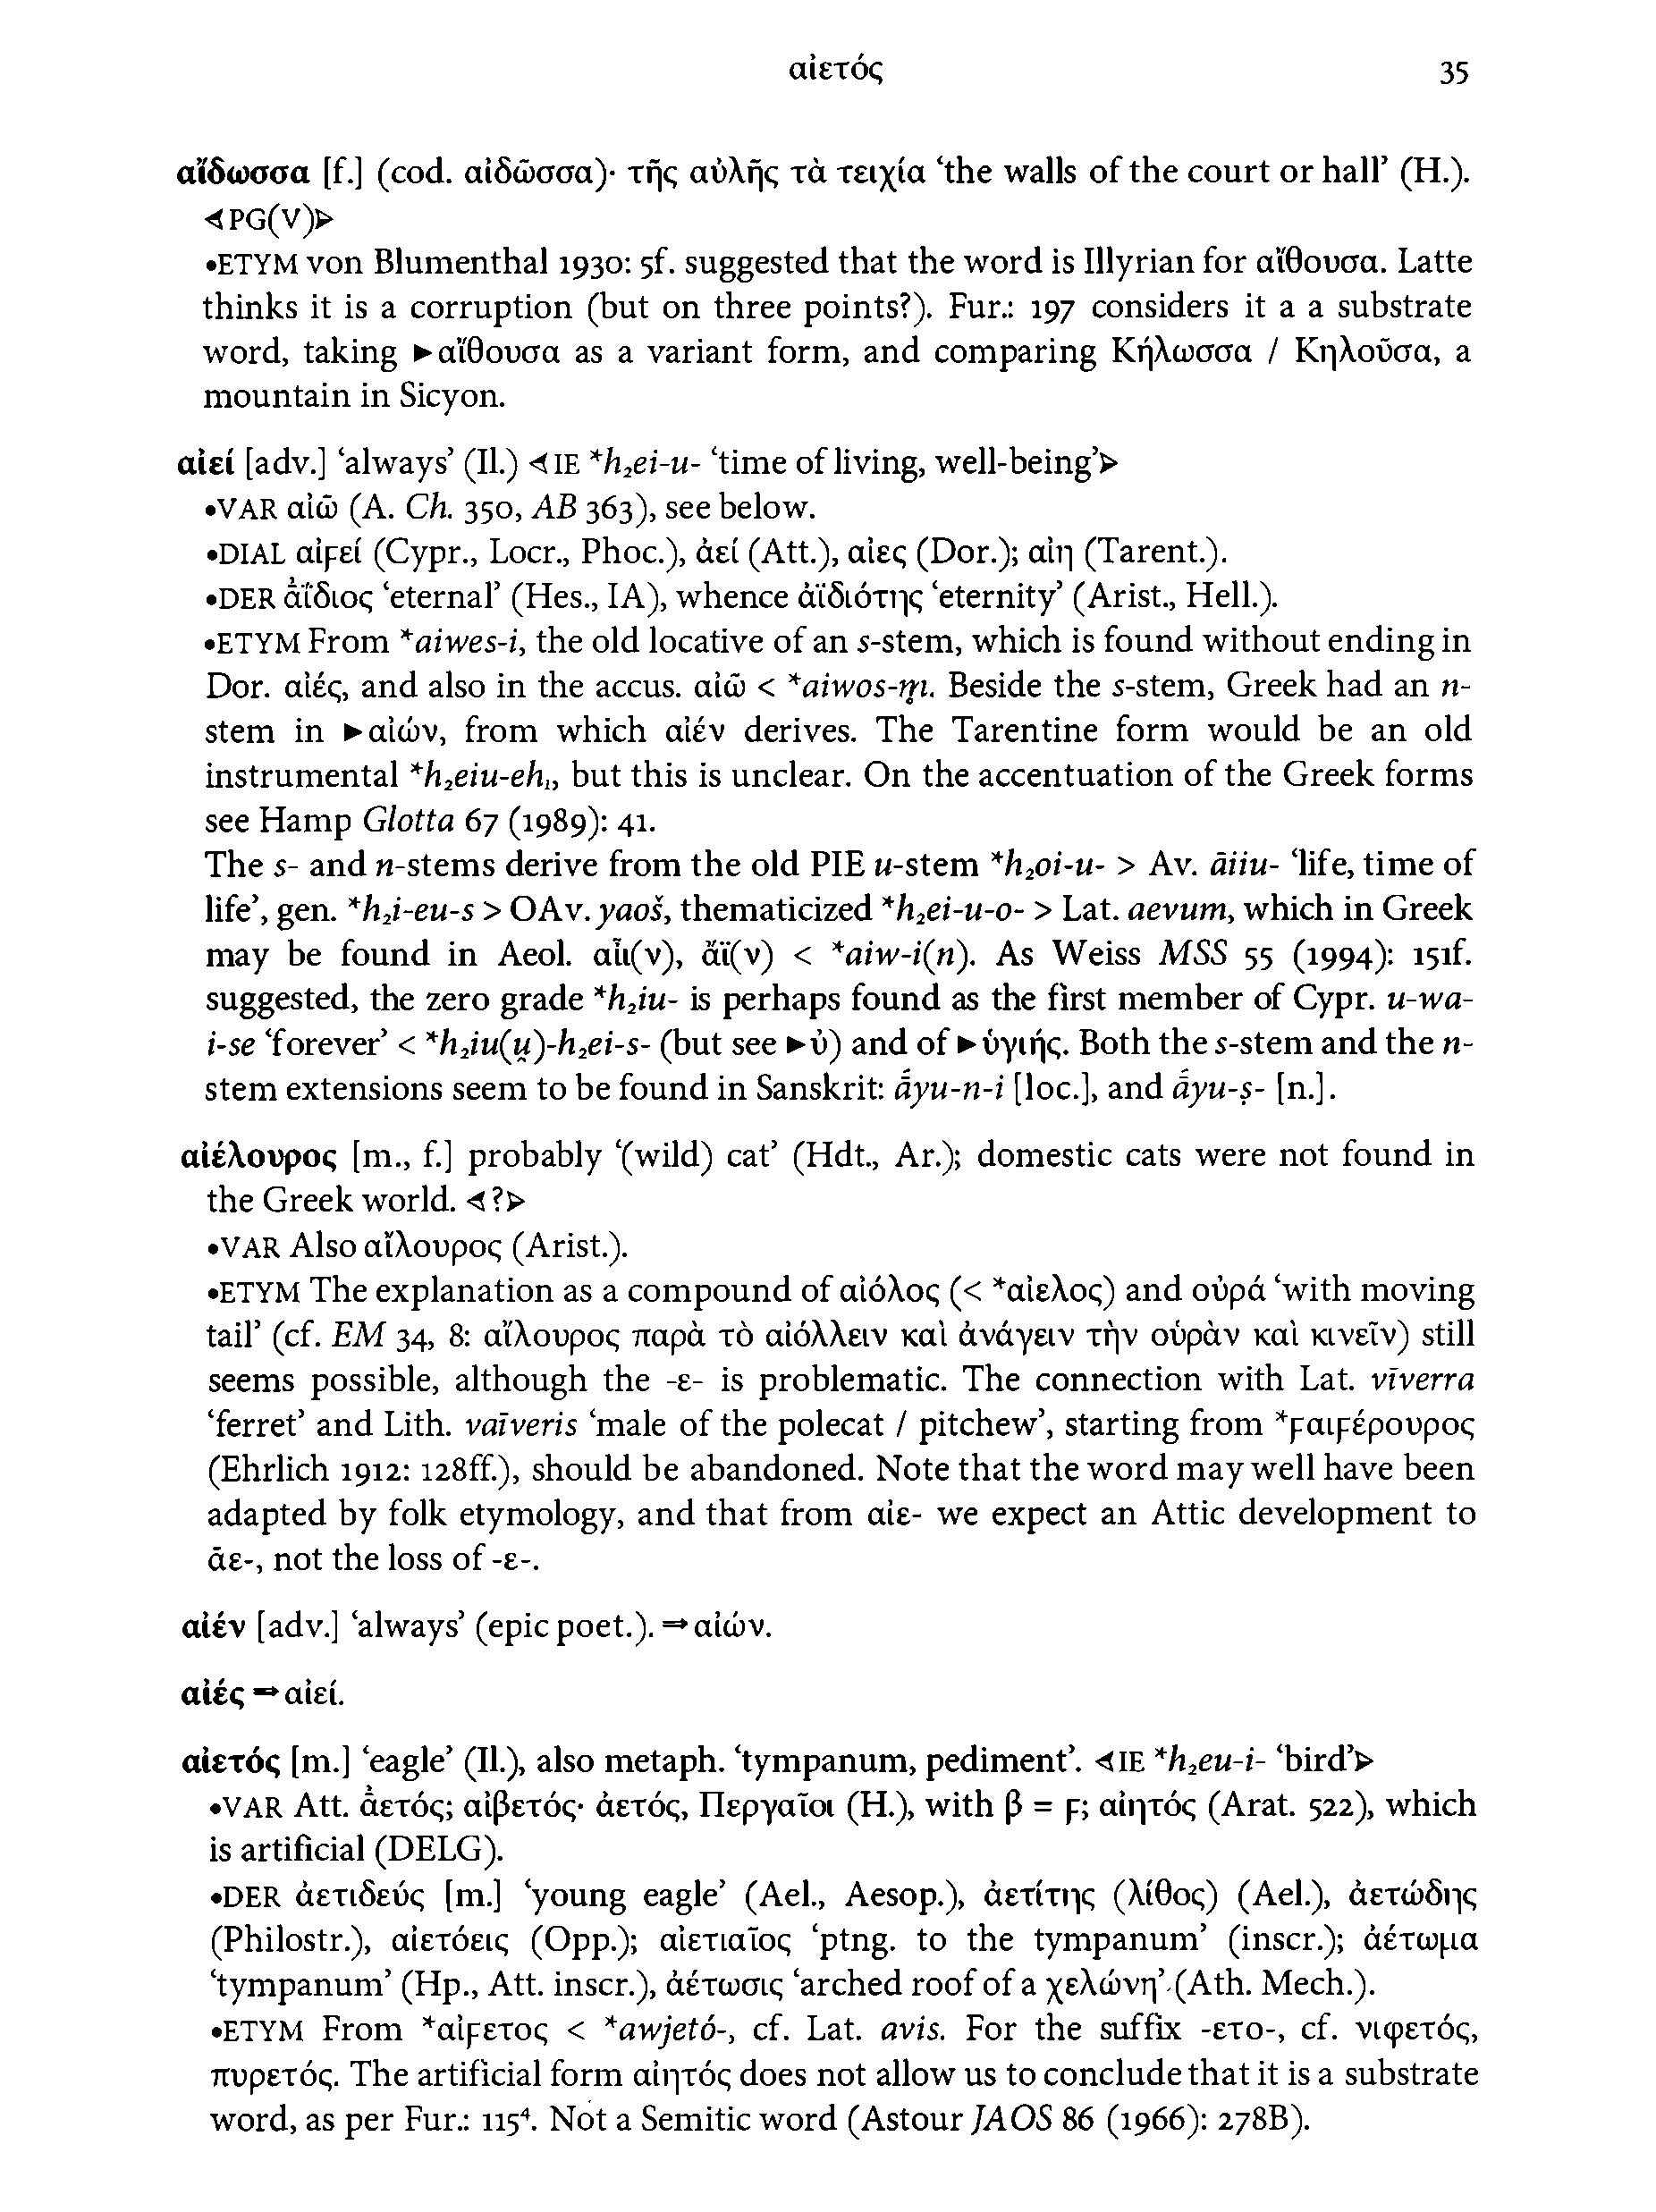 αἰετός 35
αἴδωσσα [f.] (cod. αἰδῶσσα)· τῆς αὐλῆς τὰ τειχία ‘the walls of the court or hall’ (H.).
⊲PG(V)⊳
•ETYM von Blumenthal 1930: 5f. suggested that the word is Illyrian for αἴθουσα. Latte
thinks it is a corruption (but on three points?). Fur.: 197 considers it a a substrate
word, taking ►αἴθουσα as a variant form, and comparing Κήλωσσα / Κηλοῦσα, a
mountain in Sicyon.
αἰεί [adv.] ‘always’ (Il.) ⊲IE *h₂ei-u- ‘time of living, well-being’⊳
•VAR αἰῶ (A. Ch. 350, AB 363), see below.
•DIAL αἰϝεί (Cypr., Locr., Phoc.), ἀεί (Att.), αἰες (Dor.); αἰη (Tarent.).
•DER ἀ̄ΐδιος ‘eternal’ (Hes., IA), whence ἀϊδιότης ‘eternity’ (Arist., Hell.).
•ETYM From *aiwes-i, the old locative of an s-stem, which is found without ending in
Dor. αἰές, and also in the accus. αἰῶ < *aiwos-m̥. Beside the s-stem, Greek had an n-
stem in ►αἰών, from which αἰέν derives. The Tarentine form would be an old
instrumental *h₂eiu-eh₁, but this is unclear. On the accentuation of the Greek forms
see Hamp Glotta 67 (1989): 41.
The s- and n-stems derive from the old PIE u-stem *h₂oi-u- > Av. āiiu- ‘life, time of
life’, gen. *h₂i-eu-s > OAv. yaoš, thematicized *h₂ei-u-o- > Lat. aevum, which in Greek
may be found in Aeol. αἶι(ν), ἄϊ(ν) < *aiw-i(n). As Weiss MSS 55 (1994): 151f.
suggested, the zero grade *h₂iu- is perhaps found as the first member of Cypr. u-wa-
i-se ‘forever’ < *h₂iu(u̯)-h₂ei-s- (but see ►ὐ) and of ►ὑγιής. Both the s-stem and the n-
stem extensions seem to be found in Sanskrit: ā́yu-n-i [loc.], and ā́yu-ṣ- [n.].
αἰέλουρος [m., f.] probably ‘(wild) cat’ (Hdt., Ar.); domestic cats were not found in
the Greek world. ⊲?⊳
•VAR Also αἴλουρος (Arist.).
•ETYM The explanation as a compound of αἰόλος (< *αἰελος) and οὐρά ‘with moving
tail’ (cf. EM 34, 8: αἴλουρος παρὰ τὸ αἰόλλειν καὶ ἀνάγειν τὴν οὐρὰν καὶ κινεῖν) still
seems possible, although the -ε- is problematic. The connection with Lat. vīverra
‘ferret’ and Lith. vaĩveris ‘male of the polecat / pitchew’, starting from *ϝαιϝέρουρος
(Ehrlich 1912: 128ff.), should be abandoned. Note that the word may well have been
adapted by folk etymology, and that from αἰε- we expect an Attic development to
ᾱε-, not the loss of -ε-.
αἰέν [adv.] ‘always’ (epic poet.). ⇒αἰών.
αἰές ⇒αἰεί.
αἰετός [m.] ‘eagle’ (Il.), also metaph. ‘tympanum, pediment’. ⊲IE *h₂eu-i- ‘bird’⊳
•VAR Att. ἀ̄ετός; αἰβετός· ἀετός, Περγαῖοι (H.), with β = ϝ; αἰητός (Arat. 522), which
is artificial (DELG).
•DER ἀετιδεύς [m.] ‘young eagle’ (Ael., Aesop.), ἀετίτης (λίθος) (Ael.), ἀετώδης
(Philostr.), αἰετόεις (Opp.); αἰετιαῖος ‘ptng. to the tympanum’ (inscr.); ἀέτωμα
‘tympanum’ (Hp., Att. inscr.), ἀέτωσις ‘arched roof of a χελώνη’ (Ath. Mech.).
•ETYM From *αἰϝετος < *awjetó-, cf. Lat. avis. For the suffix -ετο-, cf. νιφετός,
πυρετός. The artificial form αἰητός does not allow us to conclude that it is a substrate
word, as per Fur.: 115⁴. Not a Semitic word (Astour JAOS 86 (1966): 278B).